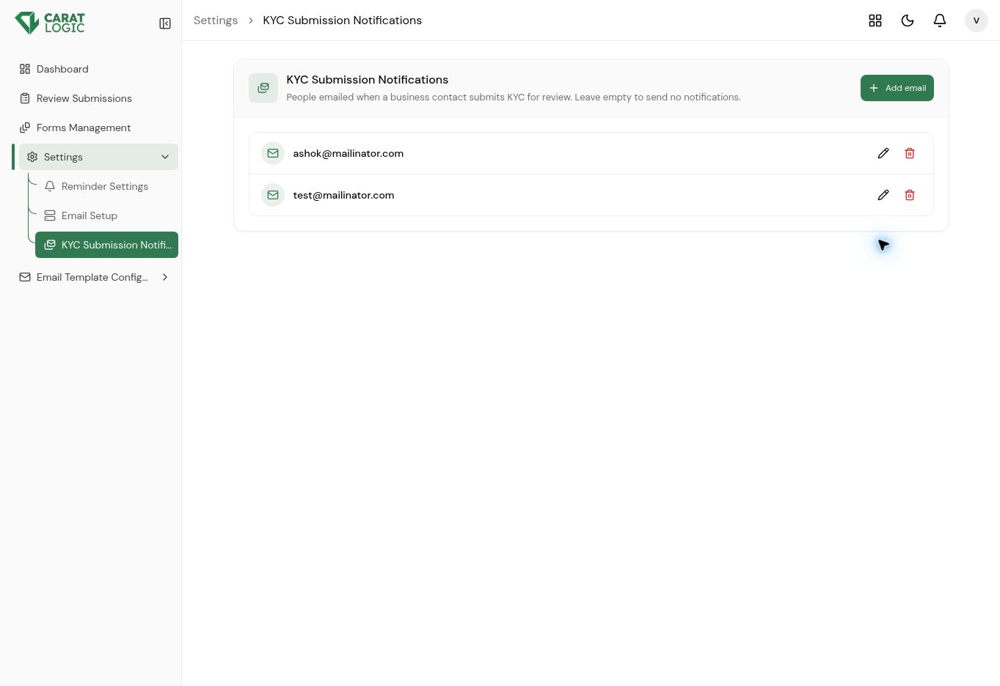 CARAT
LOGIC
Settings > KYC Submission Notifications
V
Dashboard
Review Submissions
Forms Management
Settings
Reminder Settings
Email Setup
KYC Submission Notifi...
Email Template Config...
KYC Submission Notifications
People emailed when a business contact submits KYC for review. Leave empty to send no notifications.
Add email
ashok@mailinator.com
test@mailinator.com